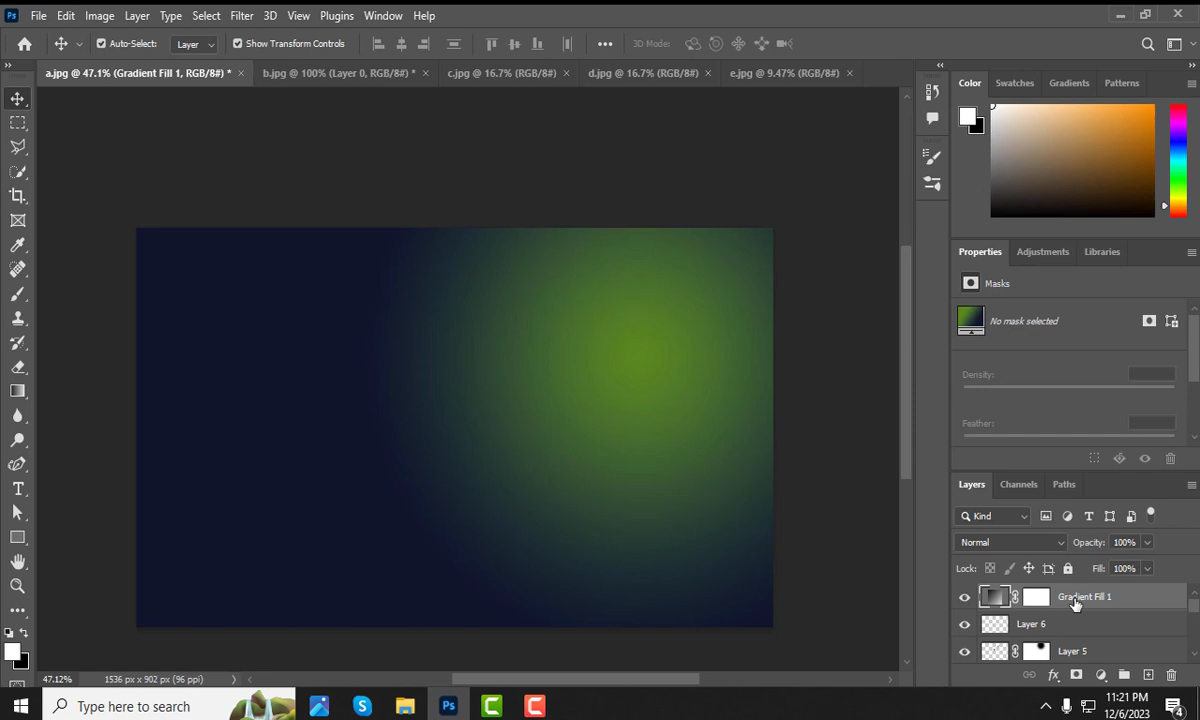 Ps File Edit Image Layer Type Select Filter 3D View Plugins Window Help
Auto-Select: Layer Show Transform Controls 3D Mode:
a.jpg @ 47.1% (Gradient Fill 1, RGB/8#) * b.jpg @ 100% (Layer 0, RGB/8#) * c.jpg @ 16.7% (RGB/8#) d.jpg @ 16.7% (RGB/8#) e.jpg @ 9.47% (RGB/8#)
Color Swatches Gradients Patterns
Properties Adjustments Libraries
Masks
No mask selected
Density:
Feather:
Layers Channels Paths
Kind
Normal Opacity: 100%
Lock: Fill: 100%
Gradient Fill 1
Layer 6
Layer 5
47.12% 1536 px x 902 px (96 ppi)
fx
Type here to search
Ps
11:21 PM
12/6/2023
4